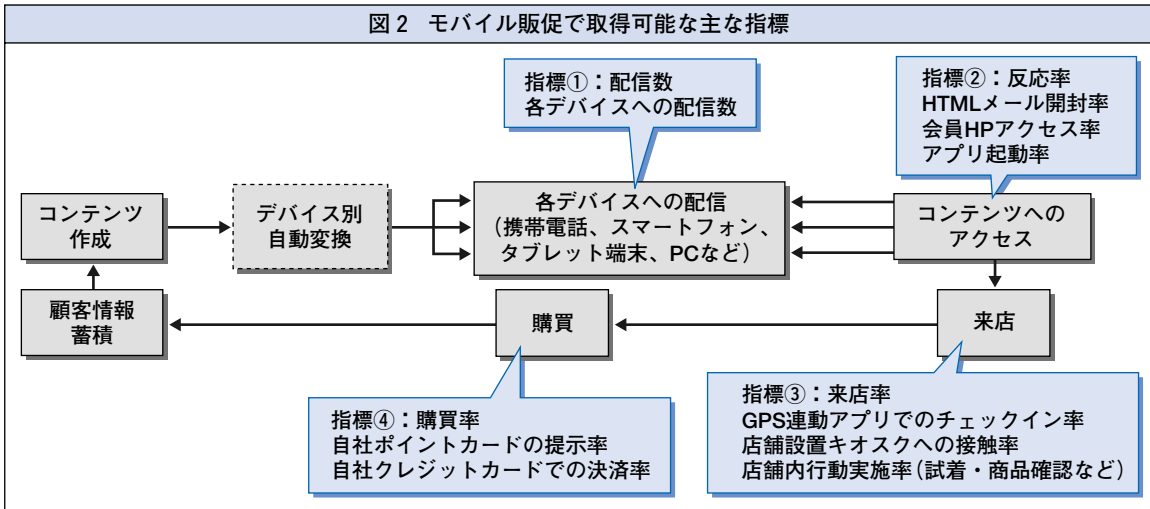 図2 モバイル販促で取得可能な主な指標
指標①：配信数
各デバイスへの配信数
指標②：反応率
HTMLメール開封率
会員HPアクセス率
アプリ起動率
コンテンツ
作成
デバイス別
自動変換
各デバイスへの配信
（携帯電話、スマートフォン、
タブレット端末、PCなど）
コンテンツへの
アクセス
顧客情報
蓄積
購買
来店
指標④：購買率
自社ポイントカードの提示率
自社クレジットカードでの決済率
指標③：来店率
GPS連動アプリでのチェックイン率
店舗設置キオスクへの接触率
店舗内行動実施率（試着・商品確認など）